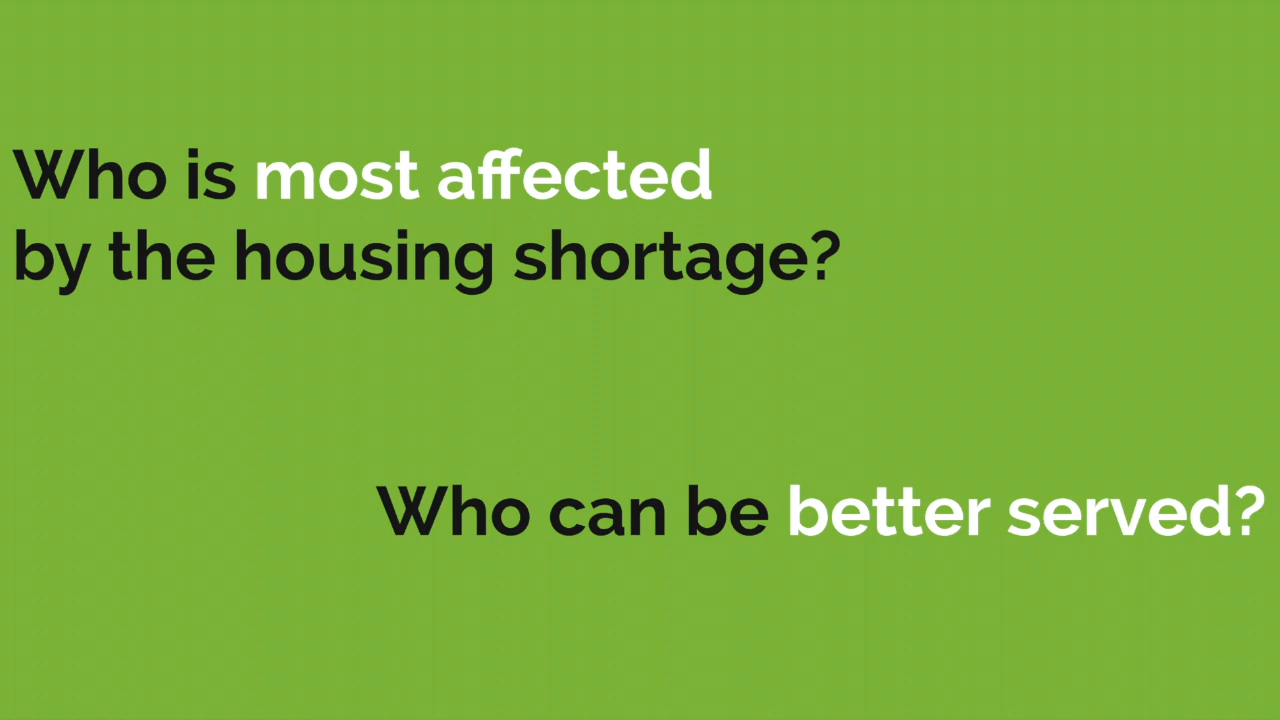 Who is most affected
by the housing shortage?
Who can be better served?